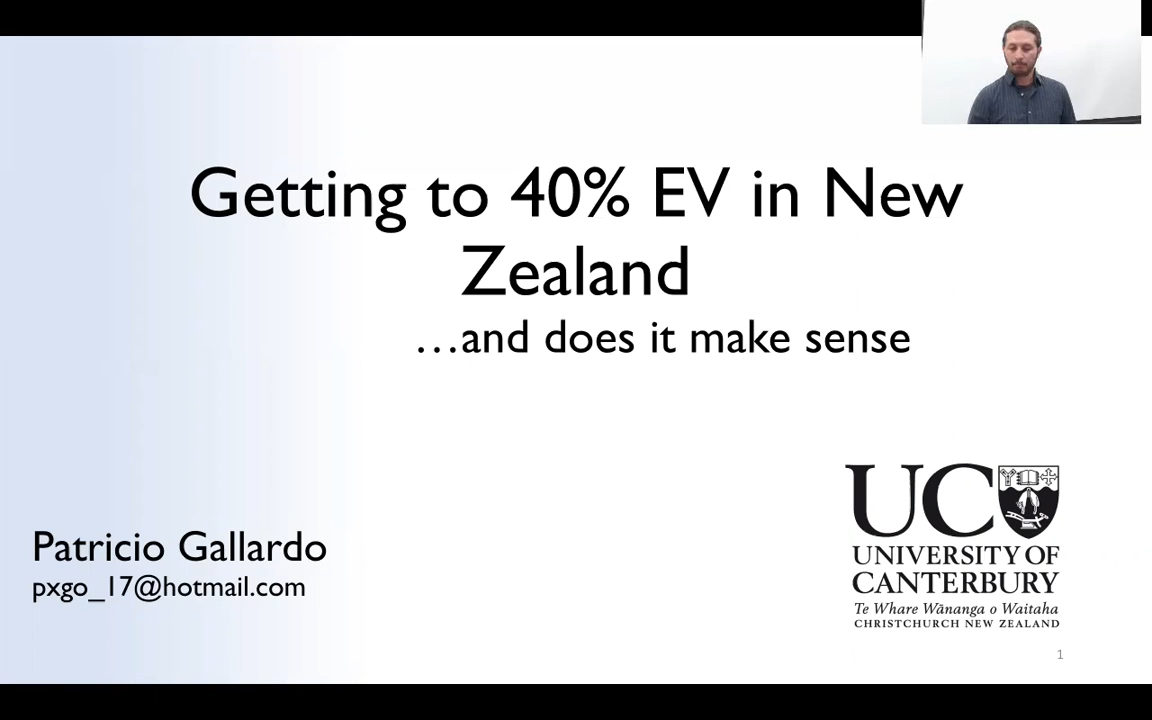 Getting to 40% EV in New
Zealand
…and does it make sense
Patricio Gallardo
pxgo_17@hotmail.com
UC
UNIVERSITY OF
CANTERBURY
Te Whare Wānanga o Waitaha
CHRISTCHURCH NEW ZEALAND
1